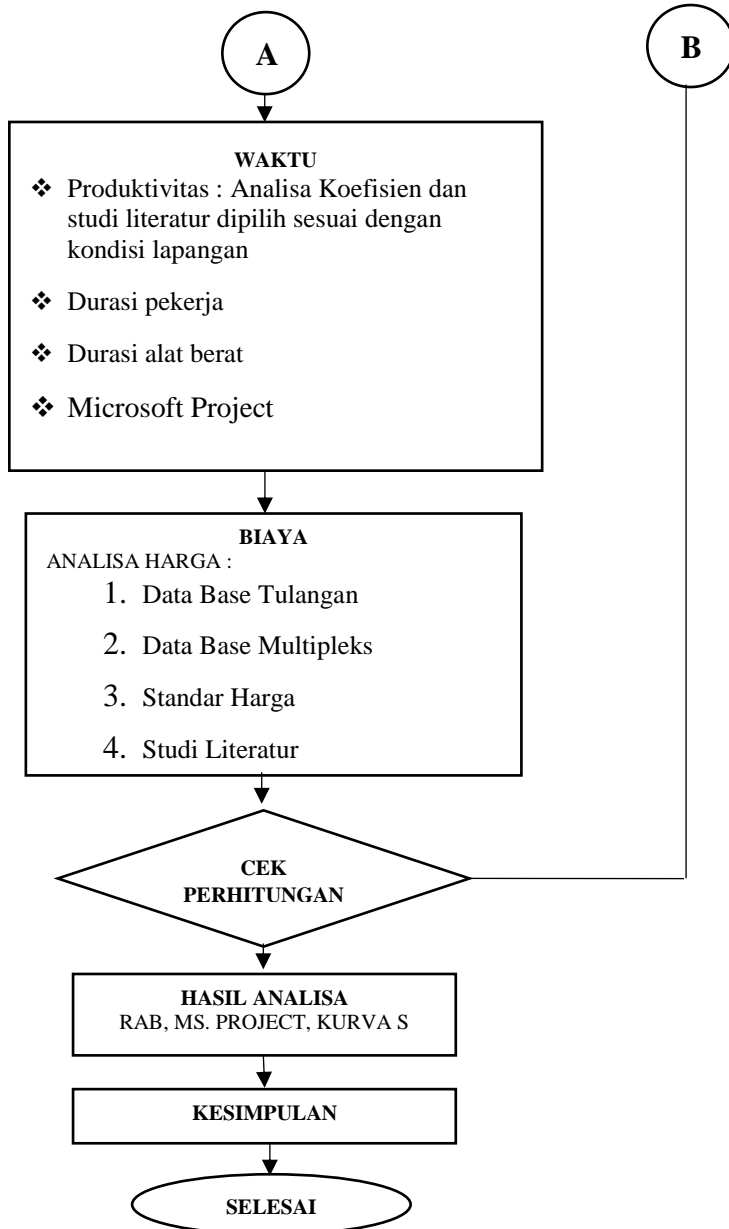 A
B
WAKTU
❖ Produktivitas : Analisa Koefisien dan
studi literatur dipilih sesuai dengan
kondisi lapangan
❖ Durasi pekerja
❖ Durasi alat berat
❖ Microsoft Project
BIAYA
ANALISA HARGA :
1. Data Base Tulangan
2. Data Base Multipleks
3. Standar Harga
4. Studi Literatur
CEK
PERHITUNGAN
HASIL ANALISA
RAB, MS. PROJECT, KURVA S
KESIMPULAN
SELESAI